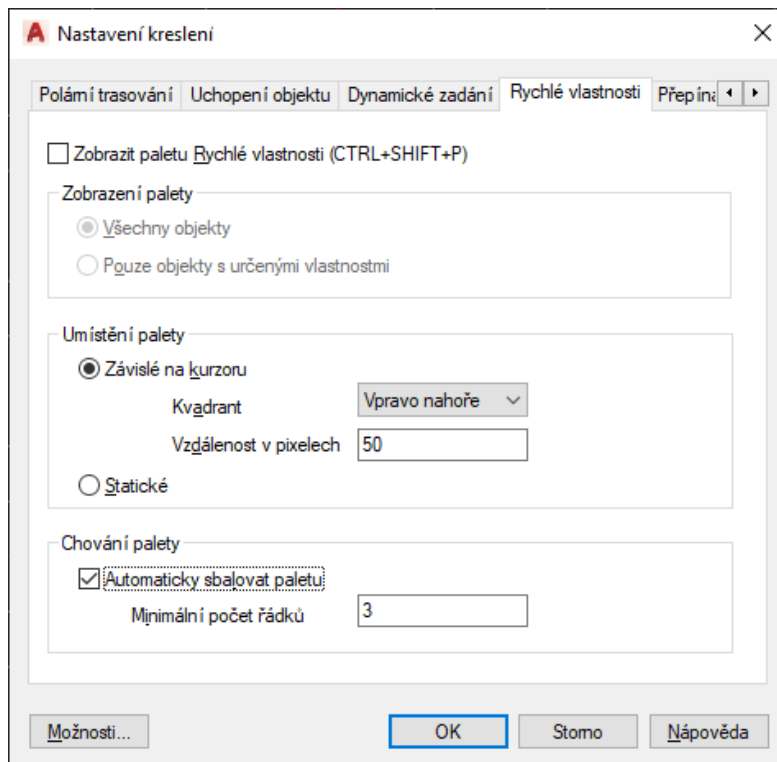 Nastavení kreslení
Polární trasování Uchopení objektu Dynamické zadání Rychlé vlastnosti Přepína
Zobrazit paletu Rychlé vlastnosti (CTRL+SHIFT+P)
Zobrazení palety
Všechny objekty
Pouze objekty s určenými vlastnostmi
Umístění palety
Závislé na kurzoru
Kvadrant Vpravo nahoře
Vzdálenost v pixelech 50
Statické
Chování palety
Automaticky sbalovat paletu
Minimální počet řádků 3
Možnosti... OK Storno Nápověda